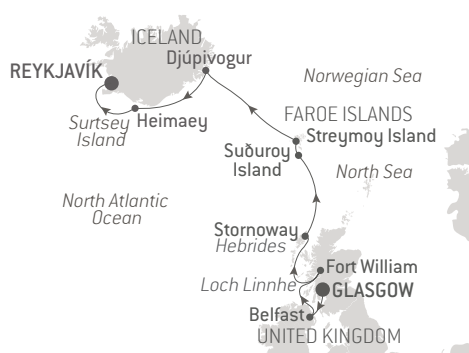 ICELAND
Djúpivogur
REYKJAVÍK
Norwegian Sea
Surtsey
Island
Heimaey
FAROE ISLANDS
Streymoy Island
Suðuroy
Island
North Sea
North Atlantic
Ocean
Stornoway
Hebrides
Fort William
Loch Linnhe
GLASGOW
Belfast
UNITED KINGDOM